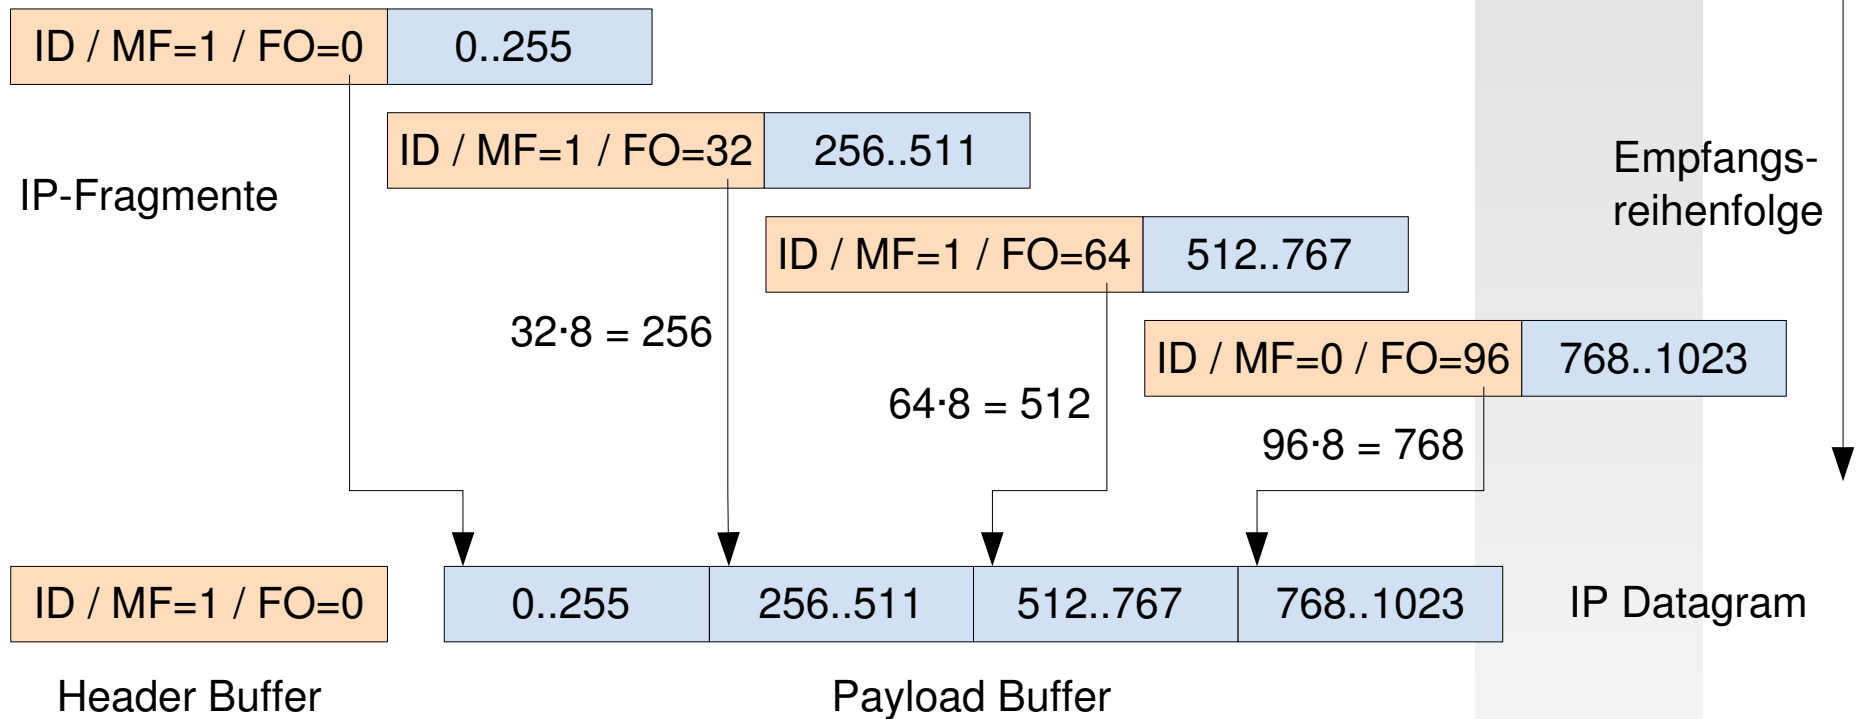 ID / MF=1 / FO=0
0..255
ID / MF=1 / FO=32
256..511
Empfangs-
reihenfolge
IP-Fragmente
ID / MF=1 / FO=64
512..767
32·8 = 256
ID / MF=0 / FO=96
768..1023
64·8 = 512
96·8 = 768
ID / MF=1 / FO=0
0..255
256..511
512..767
768..1023
IP Datagram
Header Buffer
Payload Buffer